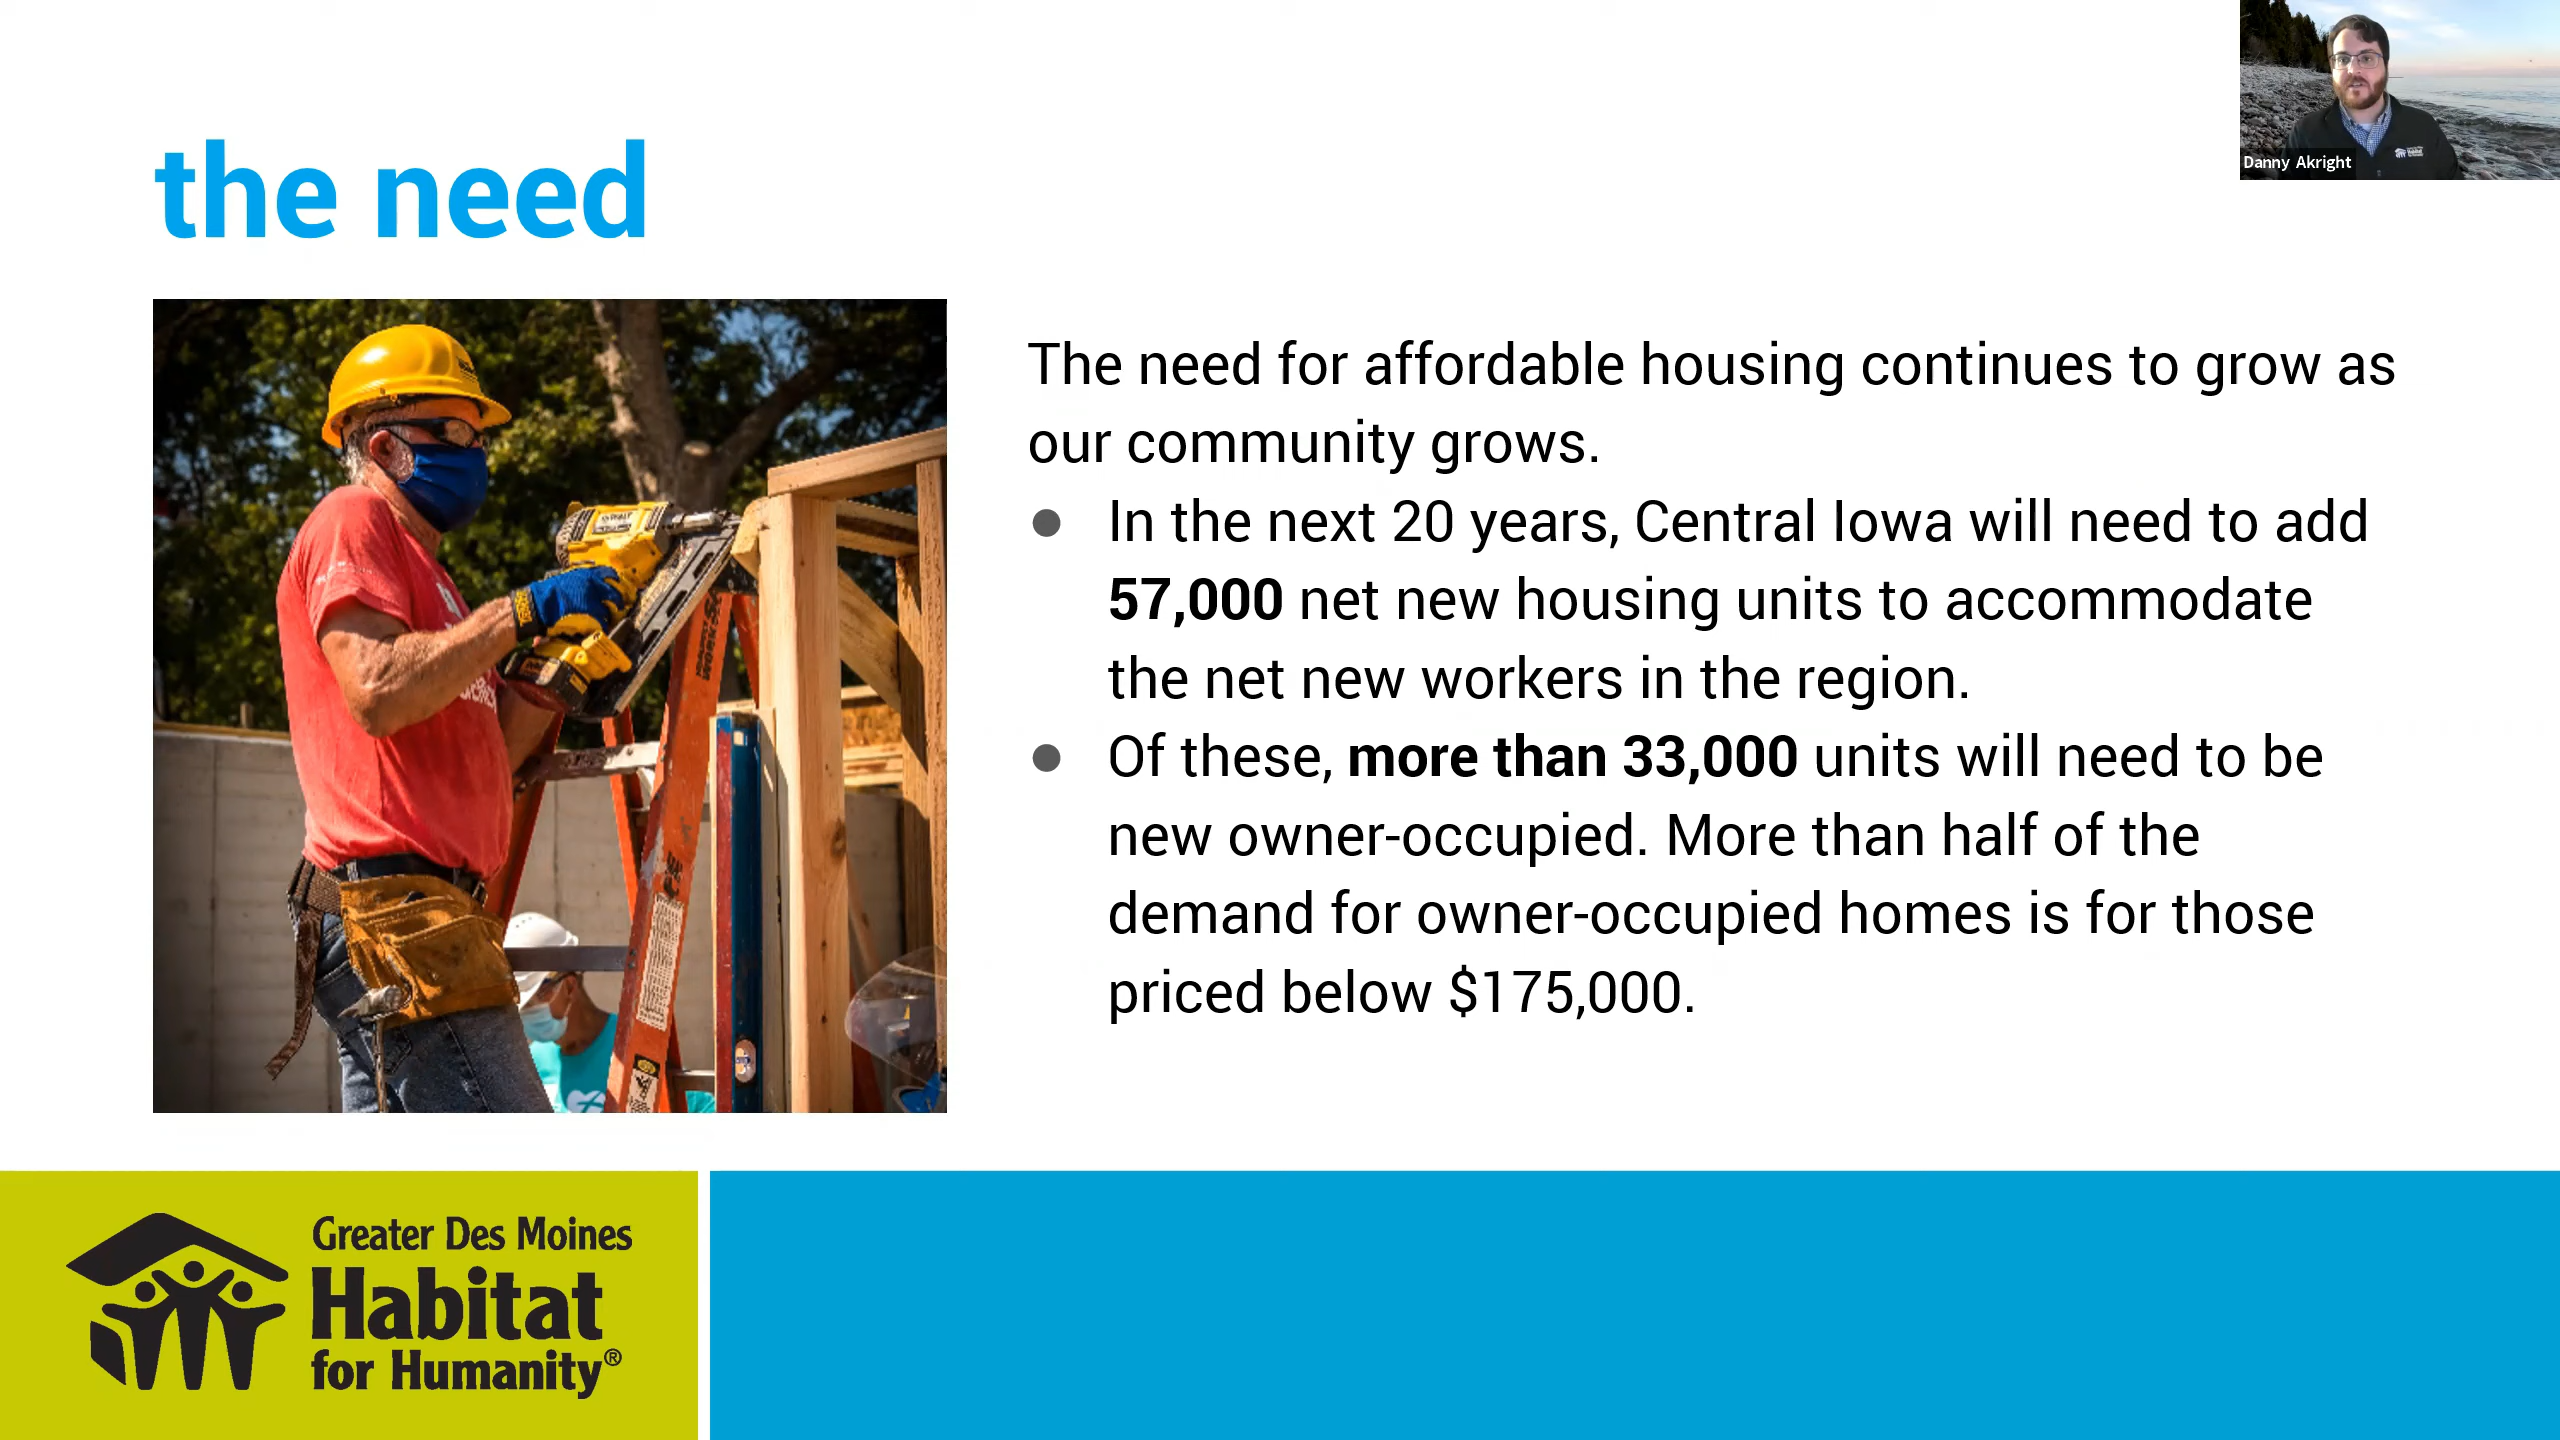 Danny Akright
the need
The need for affordable housing continues to grow as
our community grows.
● In the next 20 years, Central Iowa will need to add
57,000 net new housing units to accommodate
the net new workers in the region.
● Of these, more than 33,000 units will need to be
new owner-occupied. More than half of the
demand for owner-occupied homes is for those
priced below $175,000.
Greater Des Moines
Habitat
for Humanity®